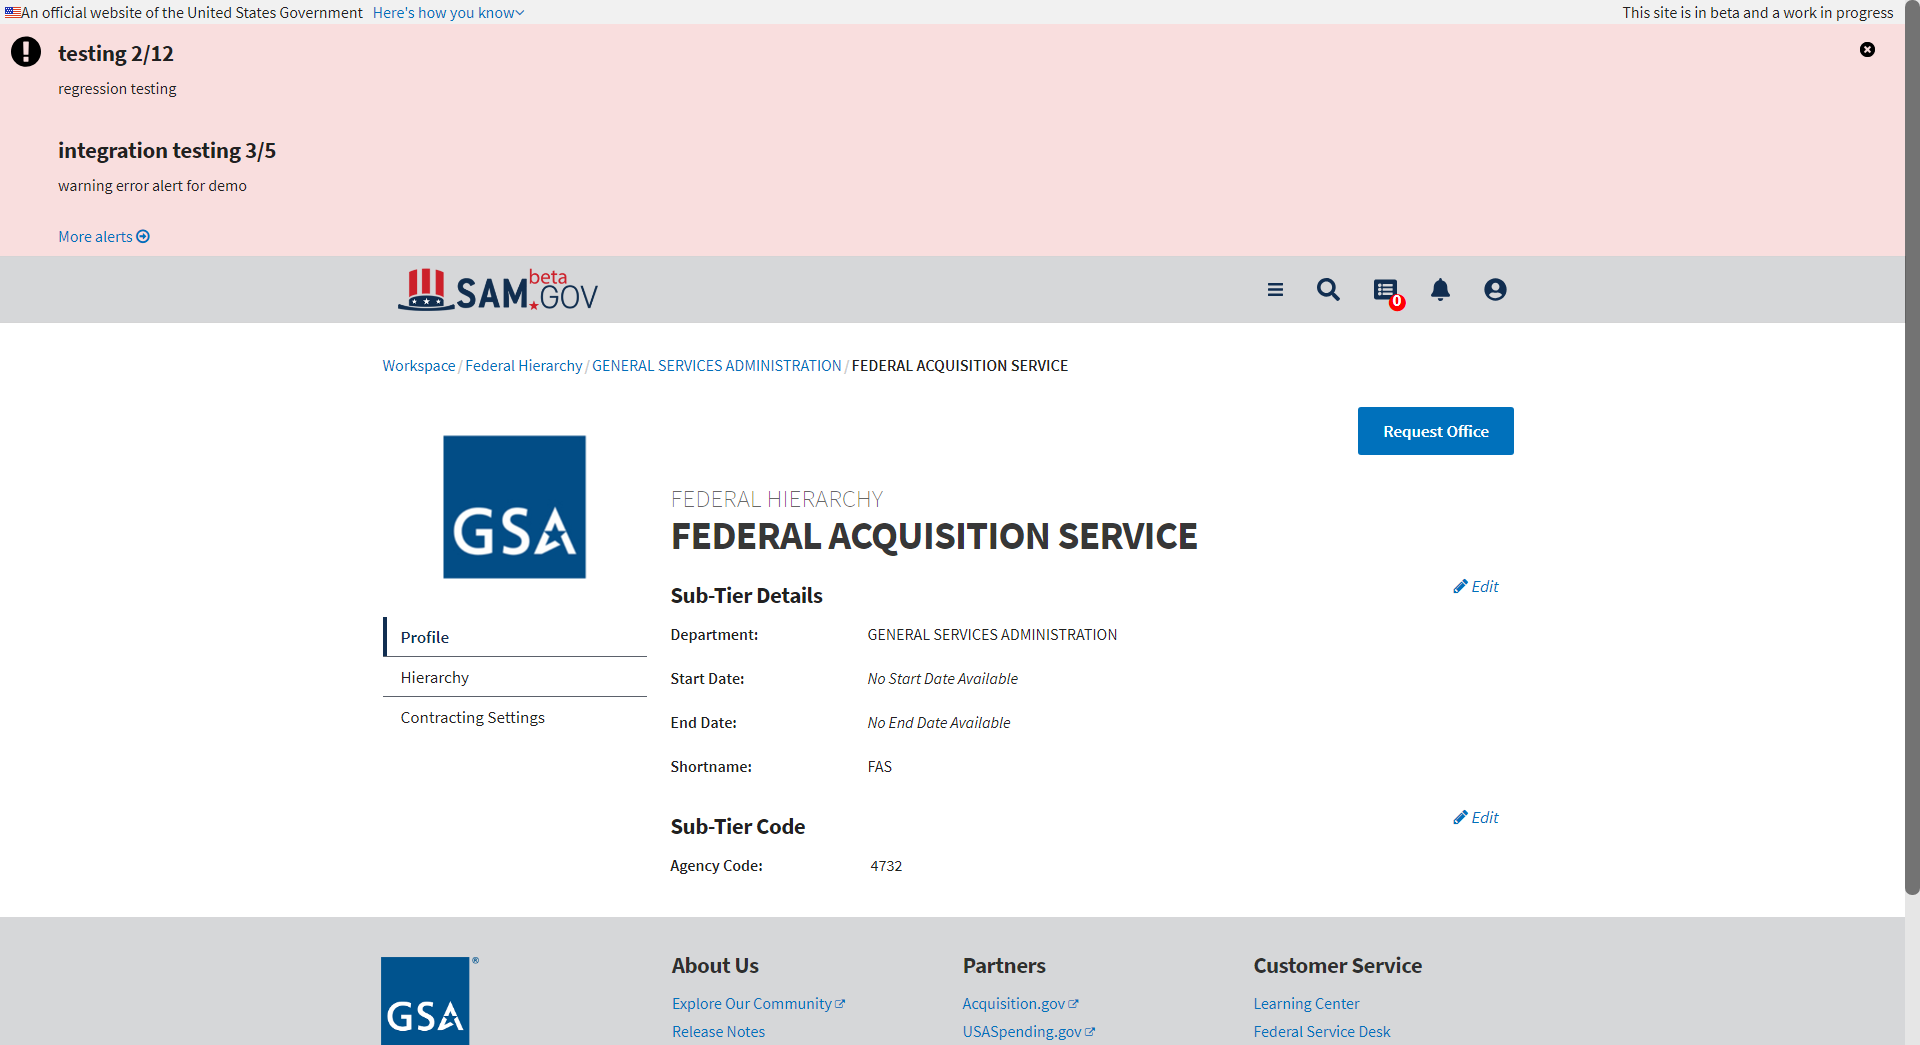 An official website of the United States Government Here's how you know
This site is in beta and a work in progress
testing 2/12
regression testing
integration testing 3/5
warning error alert for demo
More alerts
SAM beta .GOV
0
Workspace / Federal Hierarchy / GENERAL SERVICES ADMINISTRATION / FEDERAL ACQUISITION SERVICE
Request Office
GSA
FEDERAL HIERARCHY
FEDERAL ACQUISITION SERVICE
Profile
Hierarchy
Contracting Settings
Sub-Tier Details
Edit
Department: GENERAL SERVICES ADMINISTRATION
Start Date: No Start Date Available
End Date: No End Date Available
Shortname: FAS
Sub-Tier Code
Edit
Agency Code: 4732
GSA ®
About Us
Explore Our Community
Release Notes
Partners
Acquisition.gov
USASpending.gov
Customer Service
Learning Center
Federal Service Desk